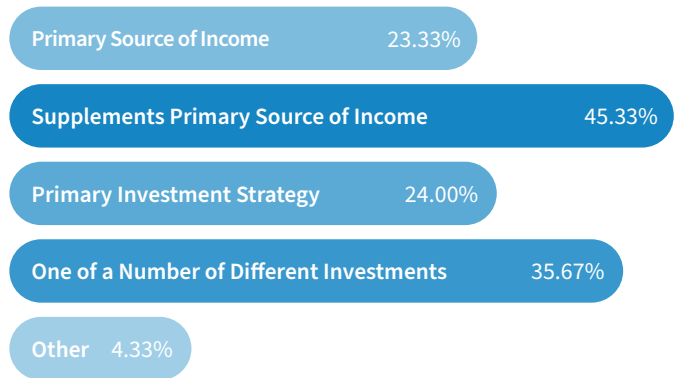 Primary Source of Income 23.33%
Supplements Primary Source of Income 45.33%
Primary Investment Strategy 24.00%
One of a Number of Different Investments 35.67%
Other 4.33%